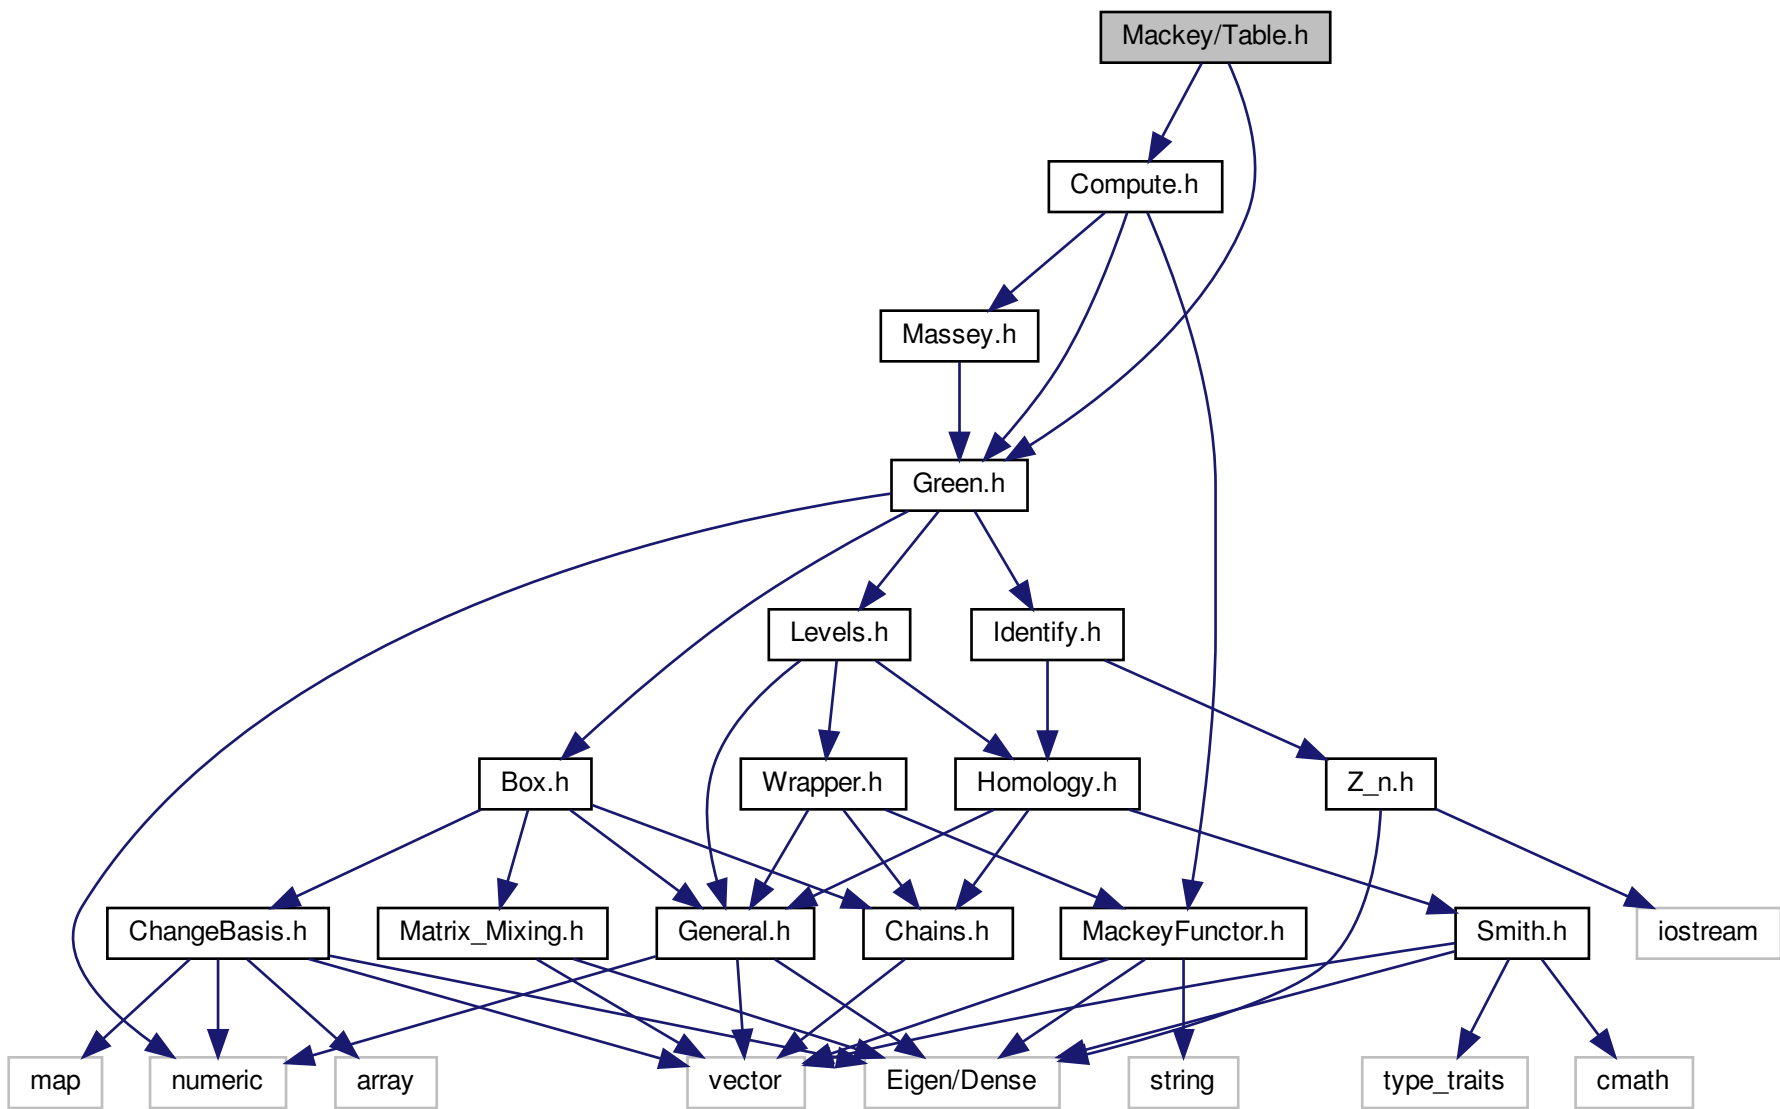 Mackey/Table.h
Compute.h
Massey.h
Green.h
Levels.h
Identify.h
Box.h
Wrapper.h
Homology.h
Z_n.h
ChangeBasis.h
Matrix_Mixing.h
General.h
Chains.h
MackeyFunctor.h
Smith.h
iostream
map
numeric
array
vector
Eigen/Dense
string
type_traits
cmath